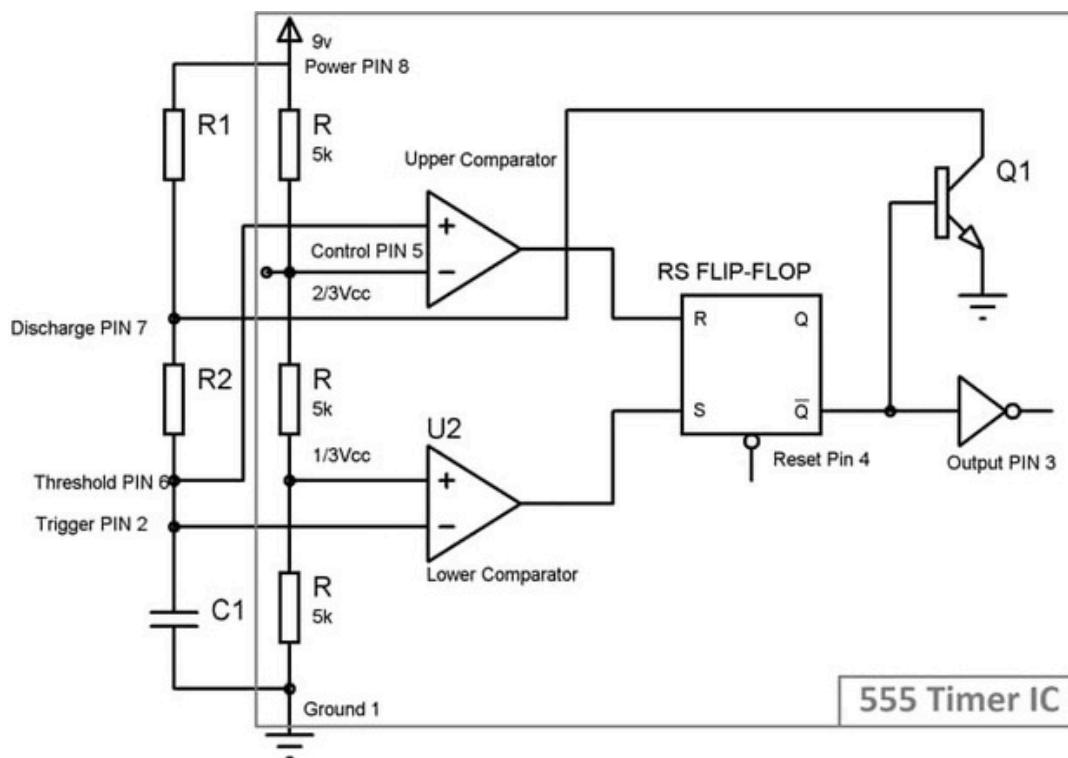 9v
Power PIN 8
R1
R
5k
Upper Comparator
Q1
+
Control PIN 5
−
RS FLIP-FLOP
2/3Vcc
R
Q
Discharge PIN 7
R2
R
5k
S
Q̅
U2
1/3Vcc
Reset Pin 4
Output PIN 3
Threshold PIN 6
+
Trigger PIN 2
−
Lower Comparator
R
5k
C1
Ground 1
555 Timer IC